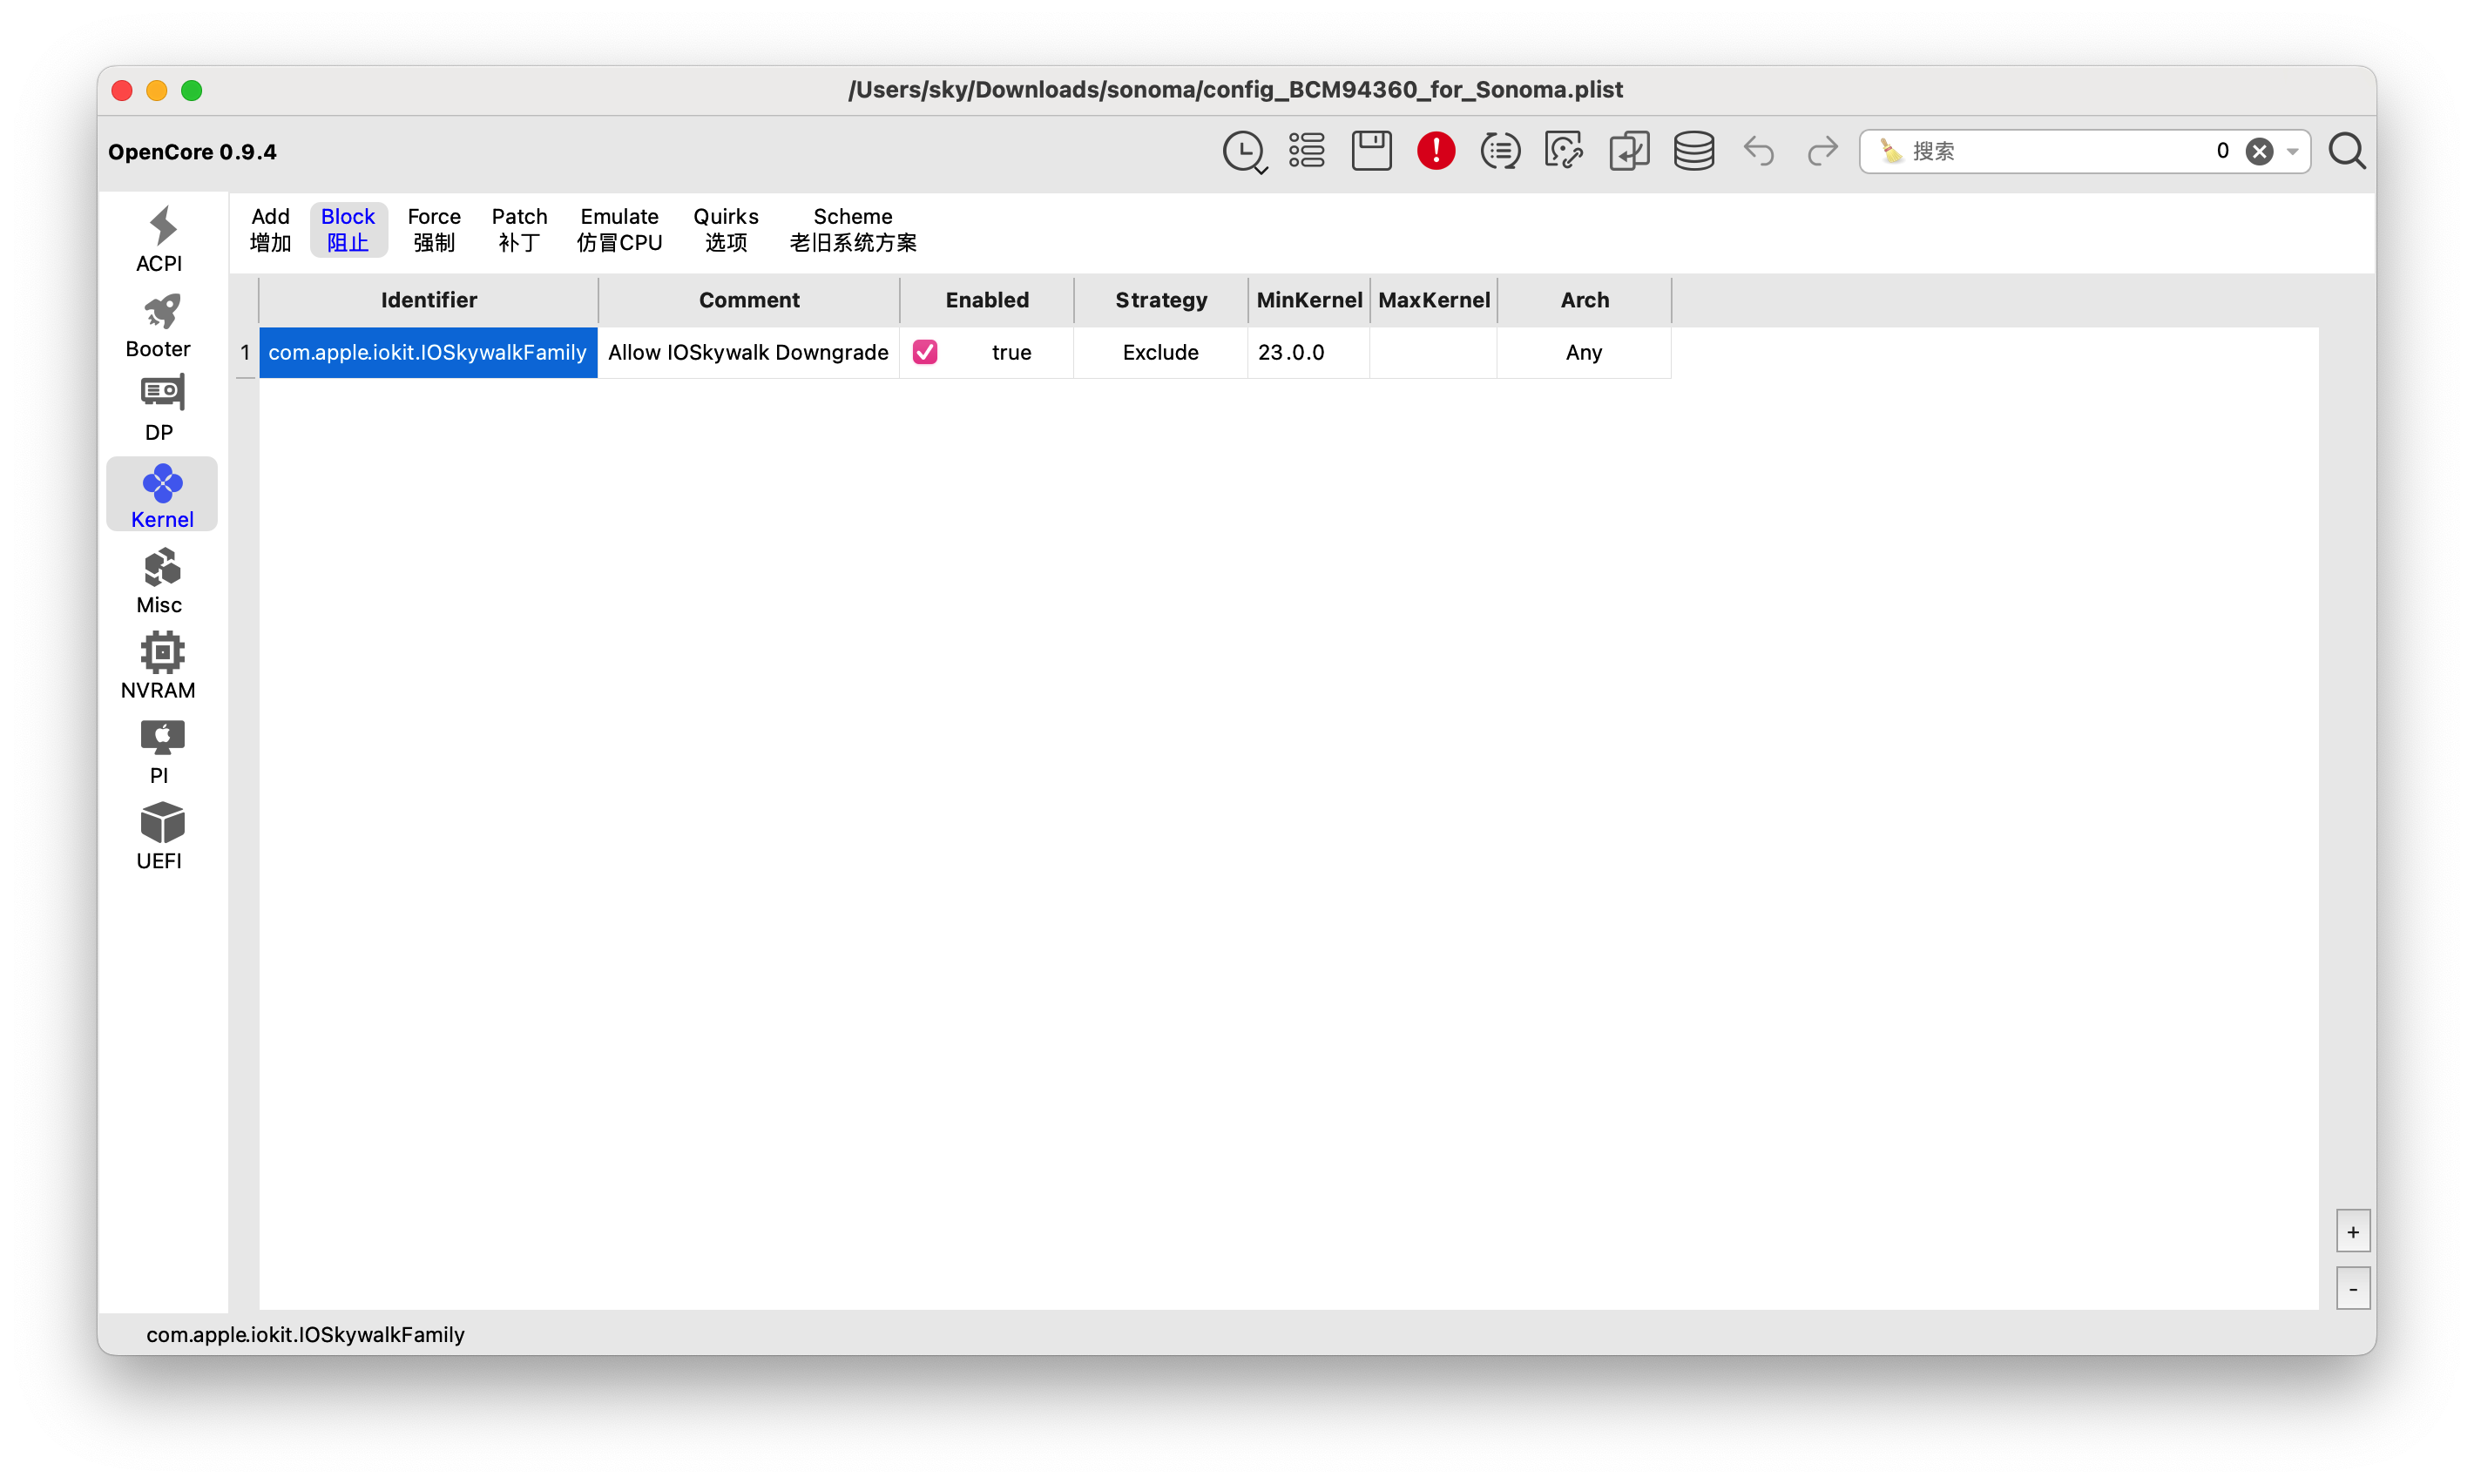 /Users/sky/Downloads/sonoma/config_BCM94360_for_Sonoma.plist
OpenCore 0.9.4
搜索 0
Add Block Force Patch Emulate Quirks Scheme
增加 阻止 强制 补丁 仿冒CPU 选项 老旧系统方案
ACPI
Booter
DP
Kernel
Misc
NVRAM
PI
UEFI
Identifier Comment Enabled Strategy MinKernel MaxKernel Arch
1 com.apple.iokit.IOSkywalkFamily Allow IOSkywalk Downgrade true Exclude 23.0.0 Any
+
-
com.apple.iokit.IOSkywalkFamily